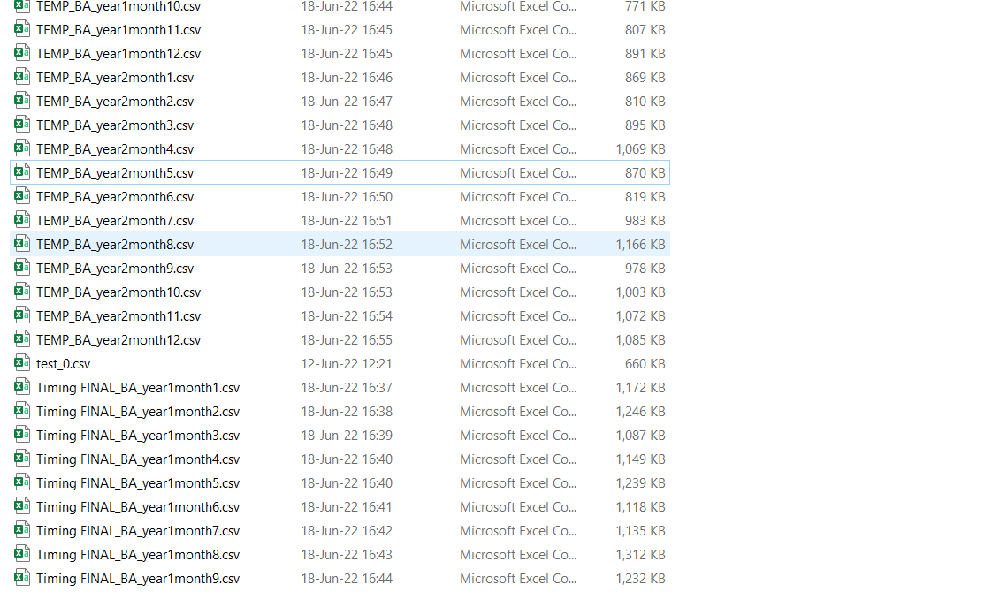 TEMP_BA_year1month10.csv 18-Jun-22 16:44 Microsoft Excel Co... 771 KB
TEMP_BA_year1month11.csv 18-Jun-22 16:45 Microsoft Excel Co... 807 KB
TEMP_BA_year1month12.csv 18-Jun-22 16:45 Microsoft Excel Co... 891 KB
TEMP_BA_year2month1.csv 18-Jun-22 16:46 Microsoft Excel Co... 869 KB
TEMP_BA_year2month2.csv 18-Jun-22 16:47 Microsoft Excel Co... 810 KB
TEMP_BA_year2month3.csv 18-Jun-22 16:48 Microsoft Excel Co... 895 KB
TEMP_BA_year2month4.csv 18-Jun-22 16:48 Microsoft Excel Co... 1,069 KB
TEMP_BA_year2month5.csv 18-Jun-22 16:49 Microsoft Excel Co... 870 KB
TEMP_BA_year2month6.csv 18-Jun-22 16:50 Microsoft Excel Co... 819 KB
TEMP_BA_year2month7.csv 18-Jun-22 16:51 Microsoft Excel Co... 983 KB
TEMP_BA_year2month8.csv 18-Jun-22 16:52 Microsoft Excel Co... 1,166 KB
TEMP_BA_year2month9.csv 18-Jun-22 16:53 Microsoft Excel Co... 978 KB
TEMP_BA_year2month10.csv 18-Jun-22 16:53 Microsoft Excel Co... 1,003 KB
TEMP_BA_year2month11.csv 18-Jun-22 16:54 Microsoft Excel Co... 1,072 KB
TEMP_BA_year2month12.csv 18-Jun-22 16:55 Microsoft Excel Co... 1,085 KB
test_0.csv 12-Jun-22 12:21 Microsoft Excel Co... 660 KB
Timing FINAL_BA_year1month1.csv 18-Jun-22 16:37 Microsoft Excel Co... 1,172 KB
Timing FINAL_BA_year1month2.csv 18-Jun-22 16:38 Microsoft Excel Co... 1,246 KB
Timing FINAL_BA_year1month3.csv 18-Jun-22 16:39 Microsoft Excel Co... 1,087 KB
Timing FINAL_BA_year1month4.csv 18-Jun-22 16:40 Microsoft Excel Co... 1,149 KB
Timing FINAL_BA_year1month5.csv 18-Jun-22 16:40 Microsoft Excel Co... 1,239 KB
Timing FINAL_BA_year1month6.csv 18-Jun-22 16:41 Microsoft Excel Co... 1,118 KB
Timing FINAL_BA_year1month7.csv 18-Jun-22 16:42 Microsoft Excel Co... 1,135 KB
Timing FINAL_BA_year1month8.csv 18-Jun-22 16:43 Microsoft Excel Co... 1,312 KB
Timing FINAL_BA_year1month9.csv 18-Jun-22 16:44 Microsoft Excel Co... 1,232 KB